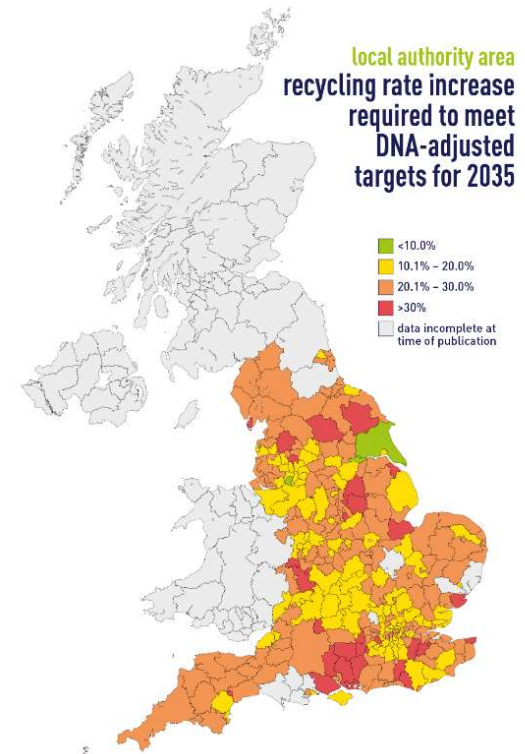 local authority area
recycling rate increase
required to meet
DNA-adjusted
targets for 2035
<10.0%
10.1% - 20.0%
20.1% - 30.0%
>30%
data incomplete at
time of publication